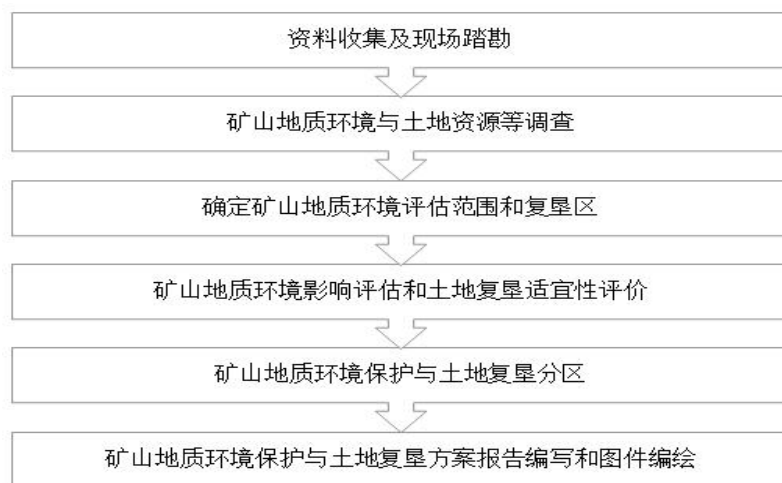 资料收集及现场踏勘
矿山地质环境与土地资源等调查
确定矿山地质环境评估范围和复垦区
矿山地质环境影响评估和土地复垦适宜性评价
矿山地质环境保护与土地复垦分区
矿山地质环境保护与土地复垦方案报告编写和图件编绘